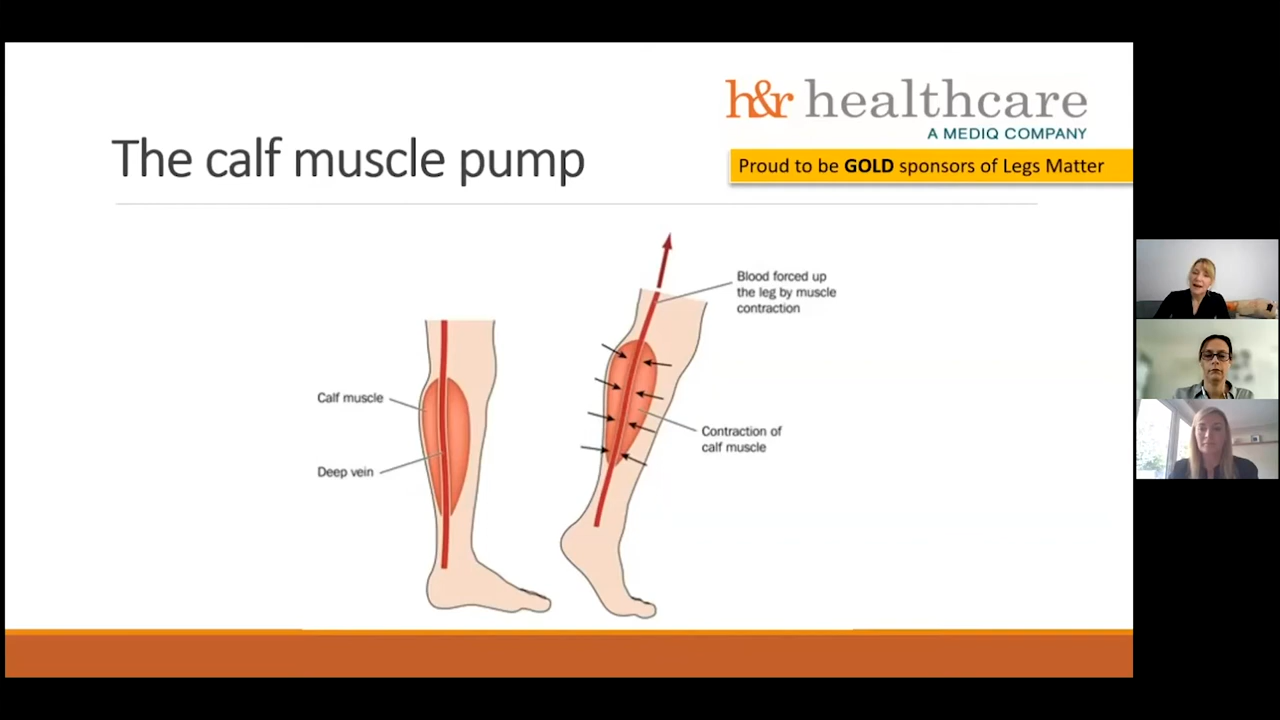 h&r healthcare
A MEDIQ COMPANY
The calf muscle pump
Proud to be GOLD sponsors of Legs Matter
Blood forced up
the leg by muscle
contraction
Calf muscle
Contraction of
calf muscle
Deep vein